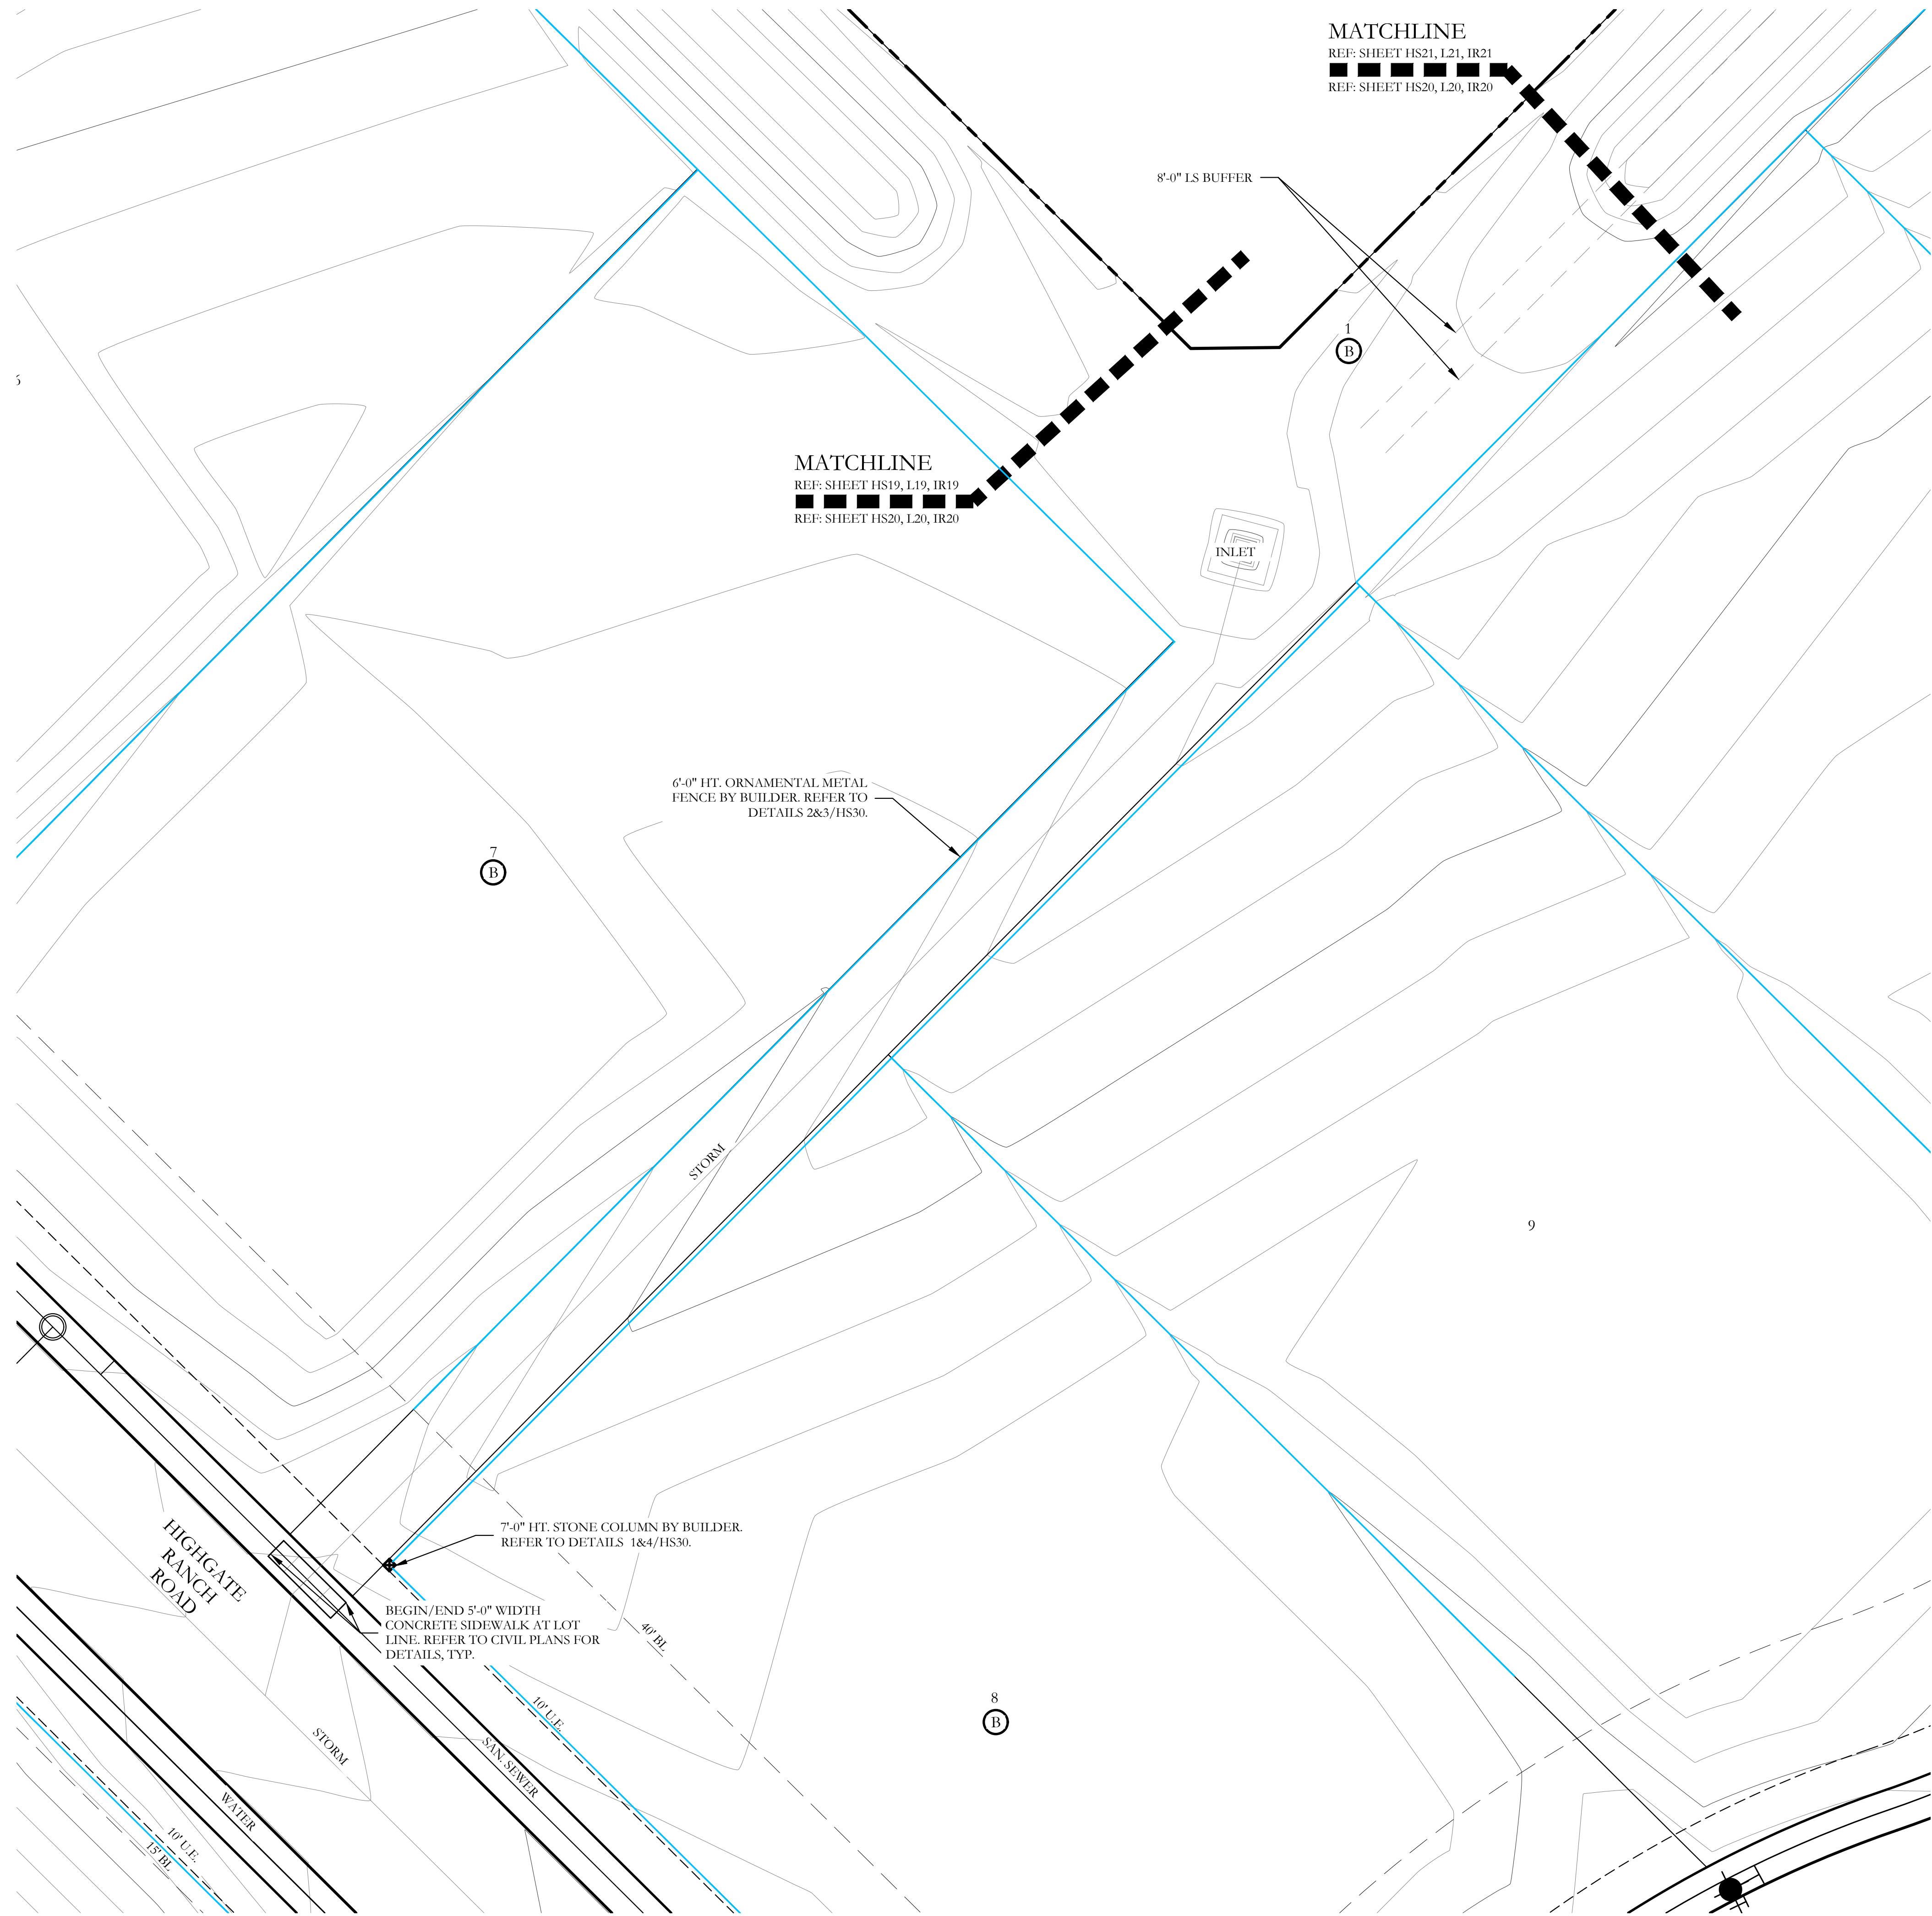 MATCHLINE
REF: SHEET HS21, L21, IR21
REF: SHEET HS20, L20, IR20
8'-0" LS BUFFER
1
B
MATCHLINE
REF: SHEET HS19, L19, IR19
REF: SHEET HS20, L20, IR20
INLET
6'-0" HT. ORNAMENTAL METAL
FENCE BY BUILDER. REFER TO
DETAILS 2&3/HS30.
7
B
STORM
9
7'-0" HT. STONE COLUMN BY BUILDER.
REFER TO DETAILS 1&4/HS30.
HIGHGATE
RANCH
ROAD
BEGIN/END 5'-0" WIDTH
CONCRETE SIDEWALK AT LOT
LINE. REFER TO CIVIL PLANS FOR
DETAILS, TYP.
40' BL
8
B
10' U.E.
STORM
SAN. SEWER
WATER
10' U.E.
15' BL